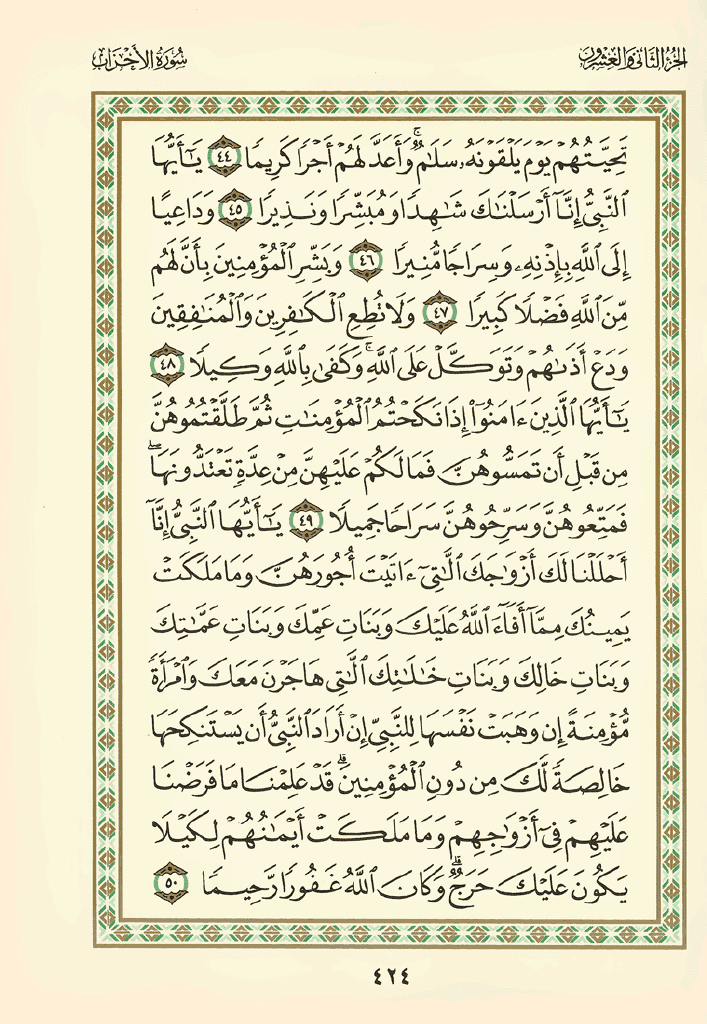 الجزء الثاني والعشرون
سورة الأحزاب
تَحِيَّتُهُمْ يَوْمَ يَلْقَوْنَهُۥ سَلَٰمٌ ۚ وَأَعَدَّ لَهُمْ أَجْرًا كَرِيمًا ٤٤ يَٰٓأَيُّهَا
ٱلنَّبِىُّ إِنَّآ أَرْسَلْنَٰكَ شَٰهِدًا وَمُبَشِّرًا وَنَذِيرًا ٤٥ وَدَاعِيًا
إِلَى ٱللَّهِ بِإِذْنِهِۦ وَسِرَاجًا مُّنِيرًا ٤٦ وَبَشِّرِ ٱلْمُؤْمِنِينَ بِأَنَّ لَهُم
مِّنَ ٱللَّهِ فَضْلًا كَبِيرًا ٤٧ وَلَا تُطِعِ ٱلْكَٰفِرِينَ وَٱلْمُنَٰفِقِينَ
وَدَعْ أَذَىٰهُمْ وَتَوَكَّلْ عَلَى ٱللَّهِ ۚ وَكَفَىٰ بِٱللَّهِ وَكِيلًا ٤٨
يَٰٓأَيُّهَا ٱلَّذِينَ ءَامَنُوٓا۟ إِذَا نَكَحْتُمُ ٱلْمُؤْمِنَٰتِ ثُمَّ طَلَّقْتُمُوهُنَّ
مِن قَبْلِ أَن تَمَسُّوهُنَّ فَمَا لَكُمْ عَلَيْهِنَّ مِنْ عِدَّةٍ تَعْتَدُّونَهَا ۖ
فَمَتِّعُوهُنَّ وَسَرِّحُوهُنَّ سَرَاحًا جَمِيلًا ٤٩ يَٰٓأَيُّهَا ٱلنَّبِىُّ إِنَّآ
أَحْلَلْنَا لَكَ أَزْوَٰجَكَ ٱلَّٰتِىٓ ءَاتَيْتَ أُجُورَهُنَّ وَمَا مَلَكَتْ
يَمِينُكَ مِمَّآ أَفَآءَ ٱللَّهُ عَلَيْكَ وَبَنَاتِ عَمِّكَ وَبَنَاتِ عَمَّٰتِكَ
وَبَنَاتِ خَالِكَ وَبَنَاتِ خَٰلَٰتِكَ ٱلَّٰتِى هَاجَرْنَ مَعَكَ وَٱمْرَأَةً
مُّؤْمِنَةً إِن وَهَبَتْ نَفْسَهَا لِلنَّبِىِّ إِنْ أَرَادَ ٱلنَّبِىُّ أَن يَسْتَنكِحَهَا
خَالِصَةً لَّكَ مِن دُونِ ٱلْمُؤْمِنِينَ ۗ قَدْ عَلِمْنَا مَا فَرَضْنَا
عَلَيْهِمْ فِىٓ أَزْوَٰجِهِمْ وَمَا مَلَكَتْ أَيْمَٰنُهُمْ لِكَيْلَا
يَكُونَ عَلَيْكَ حَرَجٌ ۗ وَكَانَ ٱللَّهُ غَفُورًا رَّحِيمًا ٥٠
٤٢٤